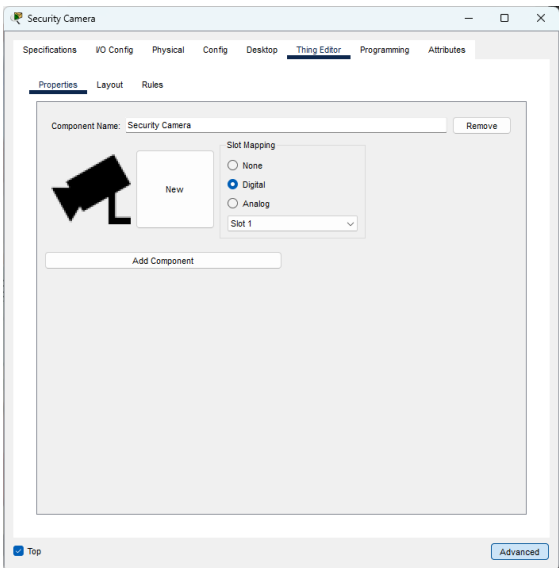 Security Camera
Specifications I/O Config Physical Config Desktop Thing Editor Programming Attributes
Properties Layout Rules
Component Name: Security Camera Remove
Slot Mapping
None
New Digital
Analog
Slot 1
Add Component
Top Advanced